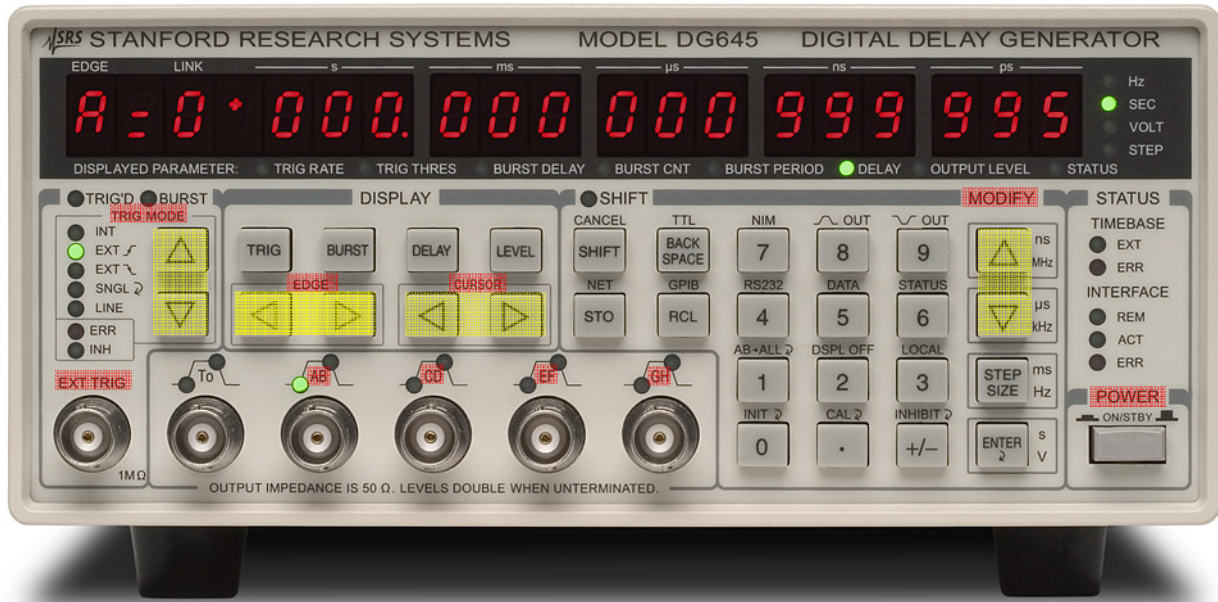 SRS STANFORD RESEARCH SYSTEMS MODEL DG645 DIGITAL DELAY GENERATOR
EDGE LINK s ms µs ns ps
A = 0 + 000. 000 000 999 995
Hz
SEC
VOLT
STEP
DISPLAYED PARAMETER: TRIG RATE TRIG THRES BURST DELAY BURST CNT BURST PERIOD DELAY OUTPUT LEVEL STATUS
TRIG'D BURST
TRIG MODE
INT
EXT
EXT
SNGL
LINE
ERR
INH
DISPLAY
TRIG BURST DELAY LEVEL
EDGE CURSOR
SHIFT
CANCEL TTL NIM OUT OUT
SHIFT BACK SPACE 7 8 9
NET GPIB RS232 DATA STATUS
STO RCL 4 5 6
AB→ALL DSPL OFF LOCAL
1 2 3
INIT CAL INHIBIT
0 . +/−
MODIFY
ns
MHz
µs
kHz
STEP SIZE ms
Hz
ENTER s
V
STATUS
TIMEBASE
EXT
ERR
INTERFACE
REM
ACT
ERR
POWER
ON/STBY
EXT TRIG To AB CD EF GH
1MΩ
OUTPUT IMPEDANCE IS 50 Ω. LEVELS DOUBLE WHEN UNTERMINATED.